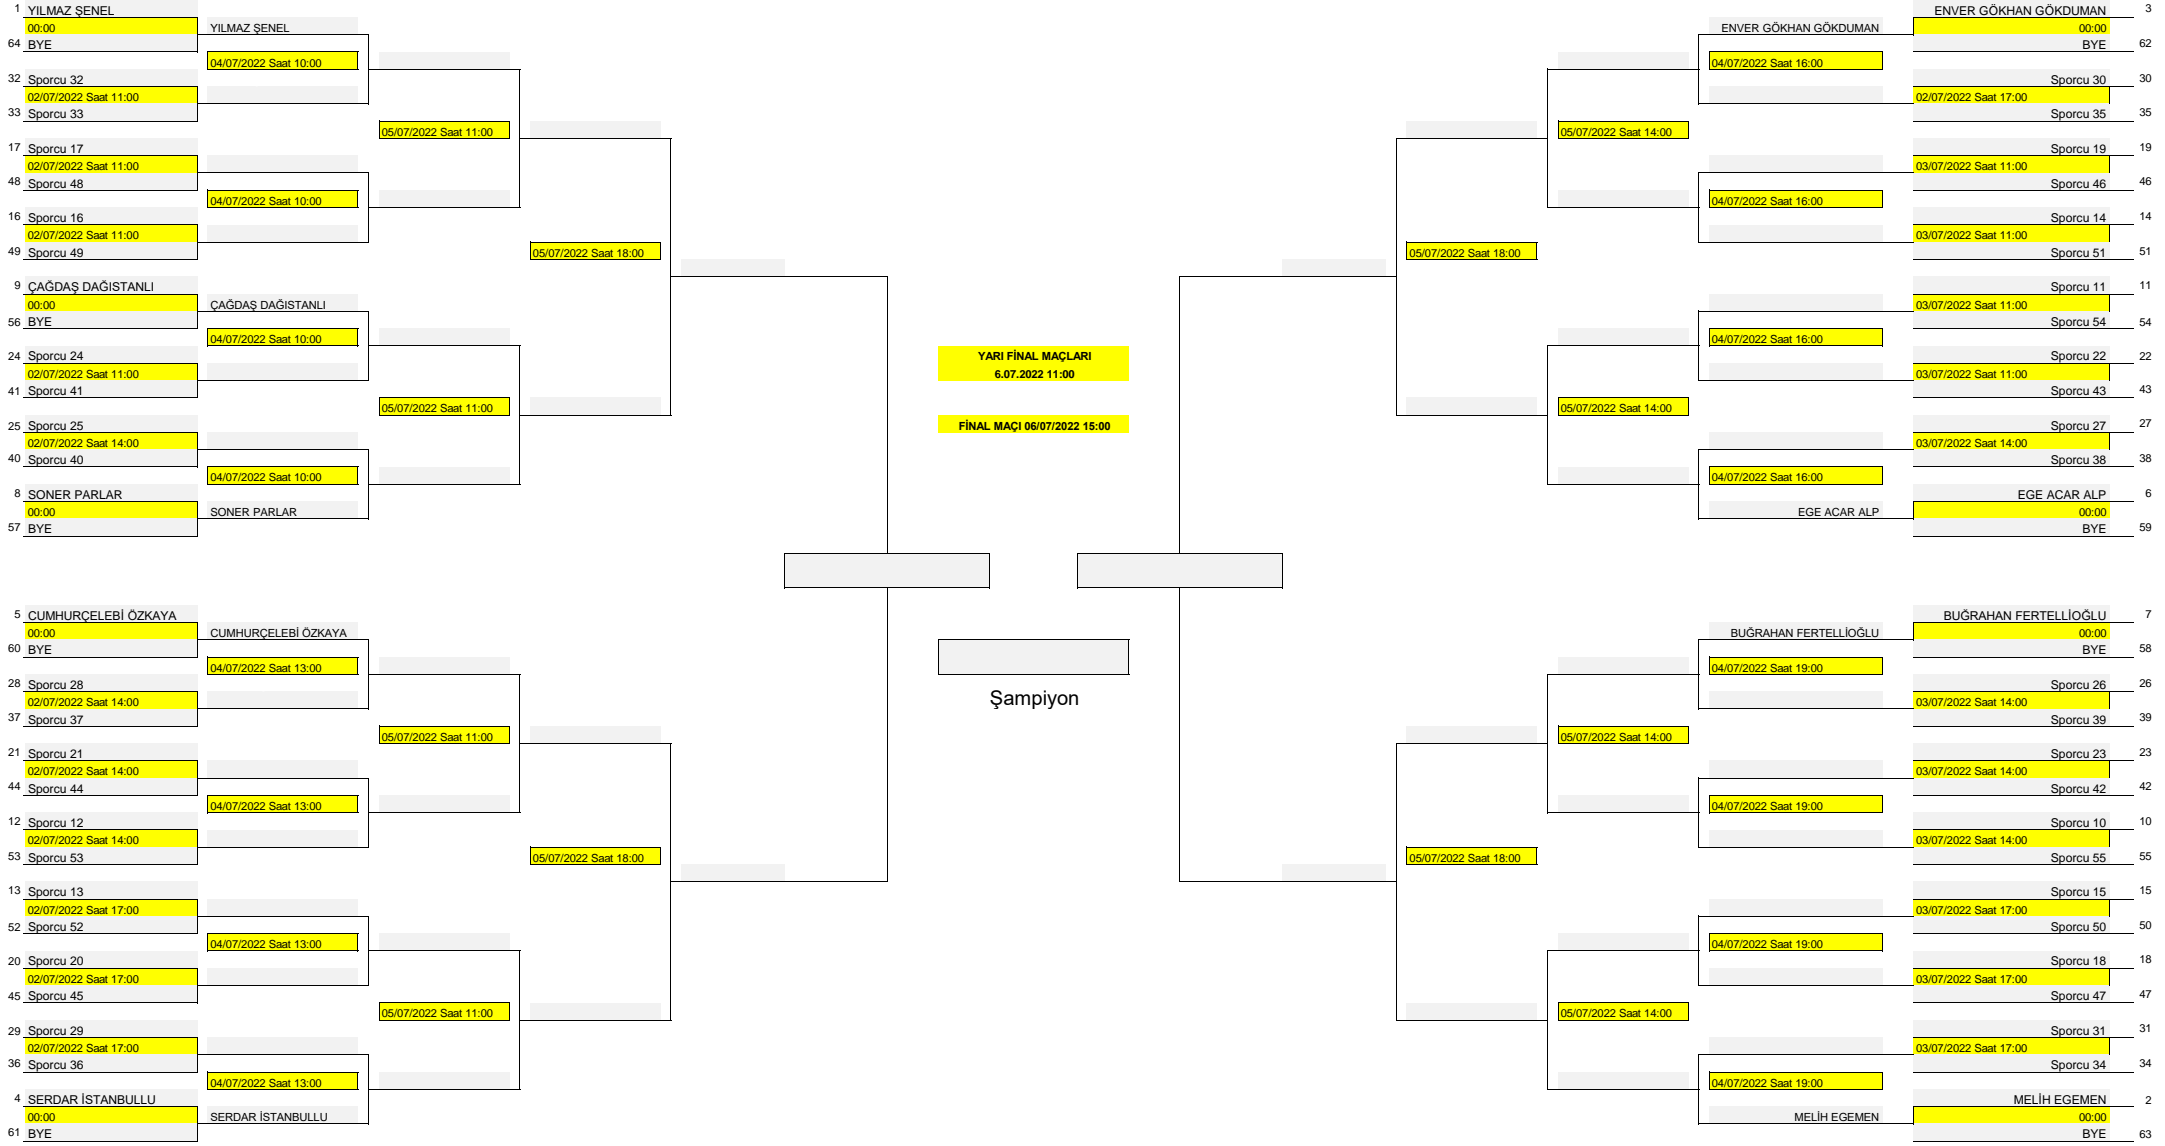 1 YILMAZ ŞENEL
00:00
64 BYE
YILMAZ ŞENEL
04/07/2022 Saat 10:00
32 Sporcu 32
02/07/2022 Saat 11:00
33 Sporcu 33
05/07/2022 Saat 11:00
17 Sporcu 17
02/07/2022 Saat 11:00
48 Sporcu 48
04/07/2022 Saat 10:00
16 Sporcu 16
02/07/2022 Saat 11:00
49 Sporcu 49
05/07/2022 Saat 18:00
9 ÇAĞDAŞ DAĞISTANLI
00:00
56 BYE
ÇAĞDAŞ DAĞISTANLI
04/07/2022 Saat 10:00
24 Sporcu 24
02/07/2022 Saat 11:00
41 Sporcu 41
05/07/2022 Saat 11:00
25 Sporcu 25
02/07/2022 Saat 14:00
40 Sporcu 40
04/07/2022 Saat 10:00
8 SONER PARLAR
00:00
57 BYE
SONER PARLAR
5 CUMHURÇELEBİ ÖZKAYA
00:00
60 BYE
CUMHURÇELEBİ ÖZKAYA
04/07/2022 Saat 13:00
28 Sporcu 28
02/07/2022 Saat 14:00
37 Sporcu 37
05/07/2022 Saat 11:00
21 Sporcu 21
02/07/2022 Saat 14:00
44 Sporcu 44
04/07/2022 Saat 13:00
12 Sporcu 12
02/07/2022 Saat 14:00
53 Sporcu 53
05/07/2022 Saat 18:00
13 Sporcu 13
02/07/2022 Saat 17:00
52 Sporcu 52
04/07/2022 Saat 13:00
20 Sporcu 20
02/07/2022 Saat 17:00
45 Sporcu 45
05/07/2022 Saat 11:00
29 Sporcu 29
02/07/2022 Saat 17:00
36 Sporcu 36
04/07/2022 Saat 13:00
4 SERDAR İSTANBULLU
00:00
61 BYE
SERDAR İSTANBULLU
YARI FİNAL MAÇLARI
6.07.2022 11:00
FİNAL MAÇI 06/07/2022 15:00
Şampiyon
ENVER GÖKHAN GÖKDUMAN 3
00:00
BYE 62
ENVER GÖKHAN GÖKDUMAN
04/07/2022 Saat 16:00
Sporcu 30 30
02/07/2022 Saat 17:00
Sporcu 35 35
05/07/2022 Saat 14:00
Sporcu 19 19
03/07/2022 Saat 11:00
Sporcu 46 46
04/07/2022 Saat 16:00
Sporcu 14 14
03/07/2022 Saat 11:00
Sporcu 51 51
05/07/2022 Saat 18:00
Sporcu 11 11
03/07/2022 Saat 11:00
Sporcu 54 54
04/07/2022 Saat 16:00
Sporcu 22 22
03/07/2022 Saat 11:00
Sporcu 43 43
05/07/2022 Saat 14:00
Sporcu 27 27
03/07/2022 Saat 14:00
Sporcu 38 38
04/07/2022 Saat 16:00
EGE ACAR ALP 6
00:00
BYE 59
EGE ACAR ALP
BUĞRAHAN FERTELLİOĞLU 7
00:00
BYE 58
BUĞRAHAN FERTELLİOĞLU
04/07/2022 Saat 19:00
Sporcu 26 26
03/07/2022 Saat 14:00
Sporcu 39 39
05/07/2022 Saat 14:00
Sporcu 23 23
03/07/2022 Saat 14:00
Sporcu 42 42
04/07/2022 Saat 19:00
Sporcu 10 10
03/07/2022 Saat 14:00
Sporcu 55 55
05/07/2022 Saat 18:00
Sporcu 15 15
03/07/2022 Saat 17:00
Sporcu 50 50
04/07/2022 Saat 19:00
Sporcu 18 18
03/07/2022 Saat 17:00
Sporcu 47 47
05/07/2022 Saat 14:00
Sporcu 31 31
03/07/2022 Saat 17:00
Sporcu 34 34
04/07/2022 Saat 19:00
MELİH EGEMEN 2
00:00
BYE 63
MELİH EGEMEN